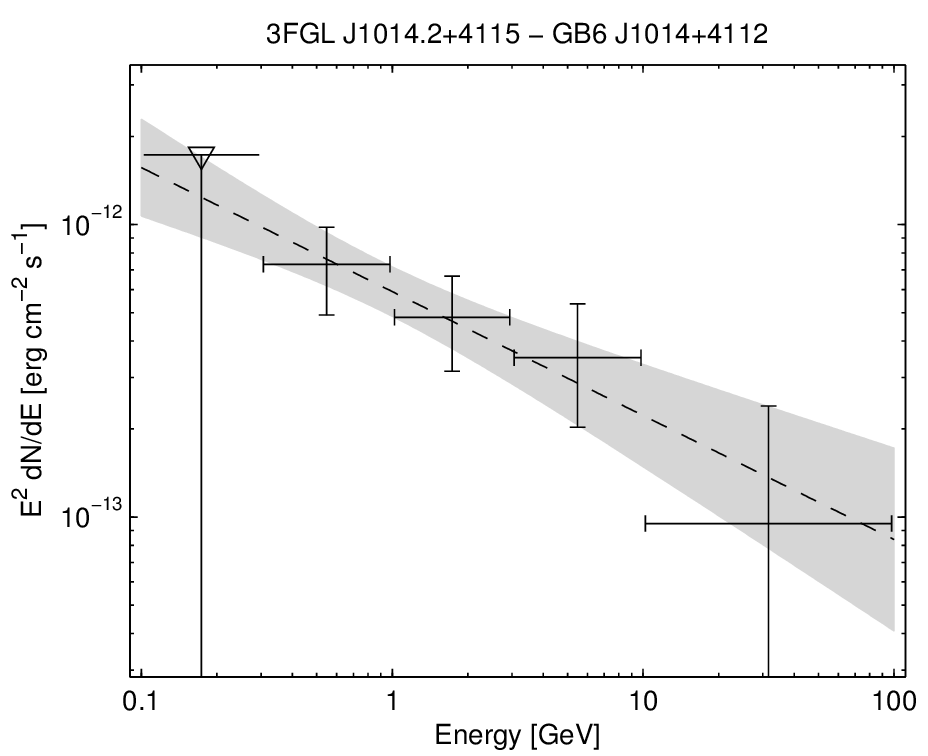 3FGL J1014.2+4115 − GB6 J1014+4112
E² dN/dE [erg cm⁻² s⁻¹]
10⁻¹²
10⁻¹³
0.1 1 10 100
Energy [GeV]